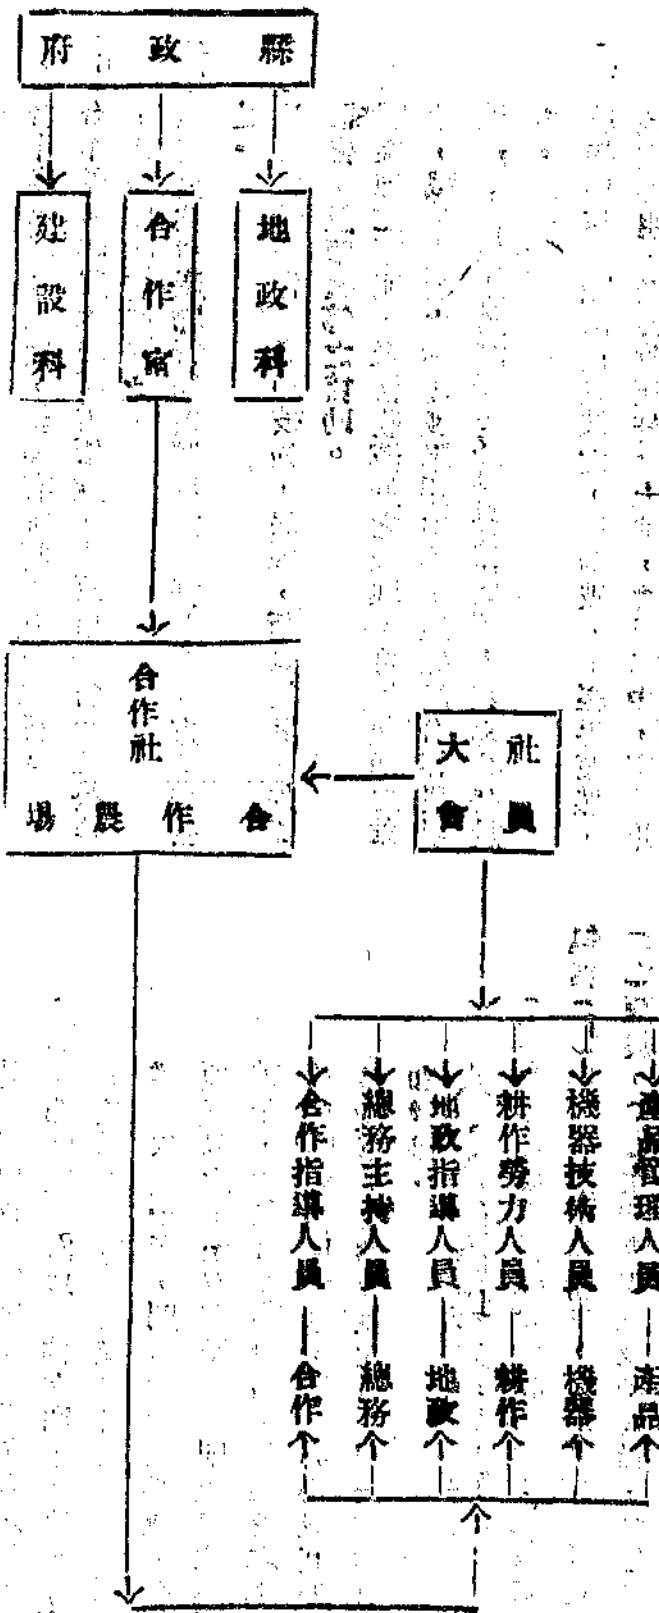 縣政府
地政科
合作室
建設科
社員大會
合作社
合作農場
產品管理人員
機器技術人員
耕作勞力人員
地政指導人員
總務主持人員
合作指導人員
產品
機器
耕作
地政
總務
合作